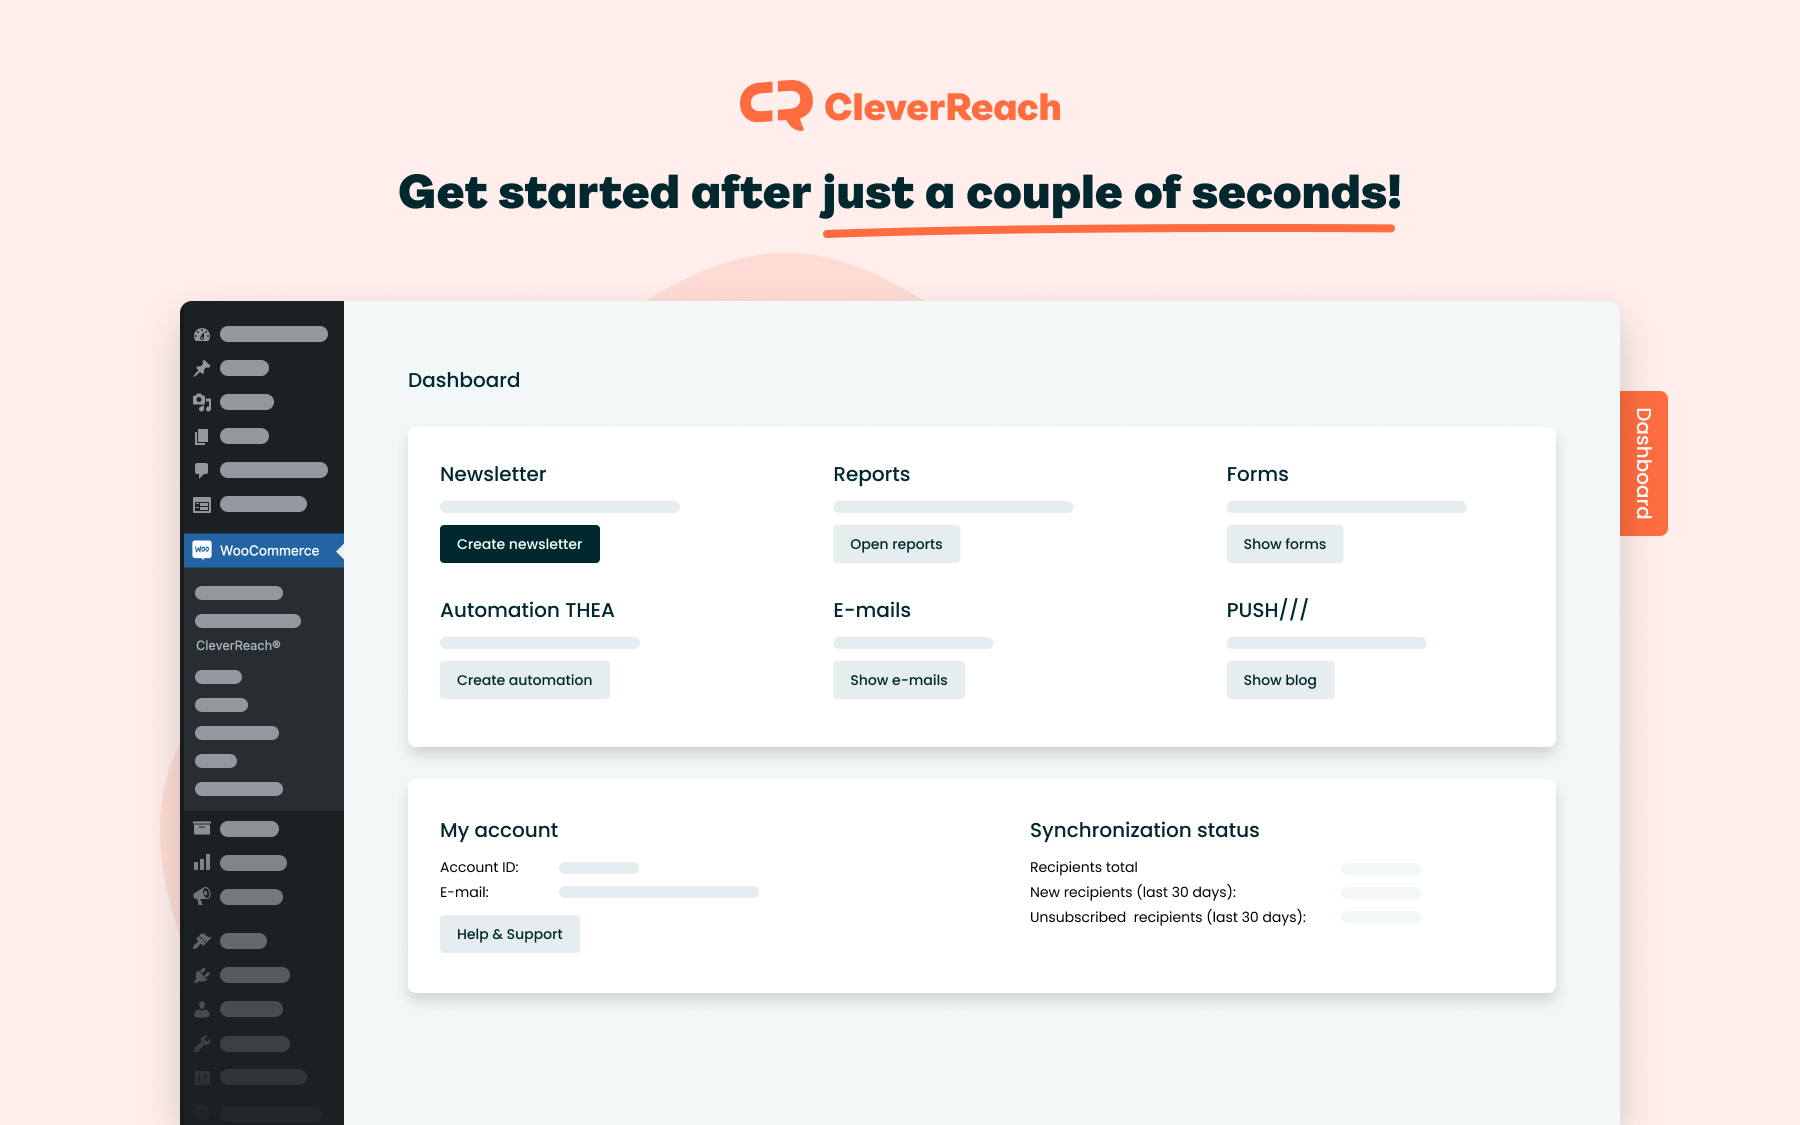 CleverReach
Get started after just a couple of seconds!
WOO WooCommerce
CleverReach®
Dashboard
Newsletter
Create newsletter
Reports
Open reports
Forms
Show forms
Automation THEA
Create automation
E-mails
Show e-mails
PUSH///
Show blog
My account
Account ID:
E-mail:
Help & Support
Synchronization status
Recipients total
New recipients (last 30 days):
Unsubscribed recipients (last 30 days):
Dashboard